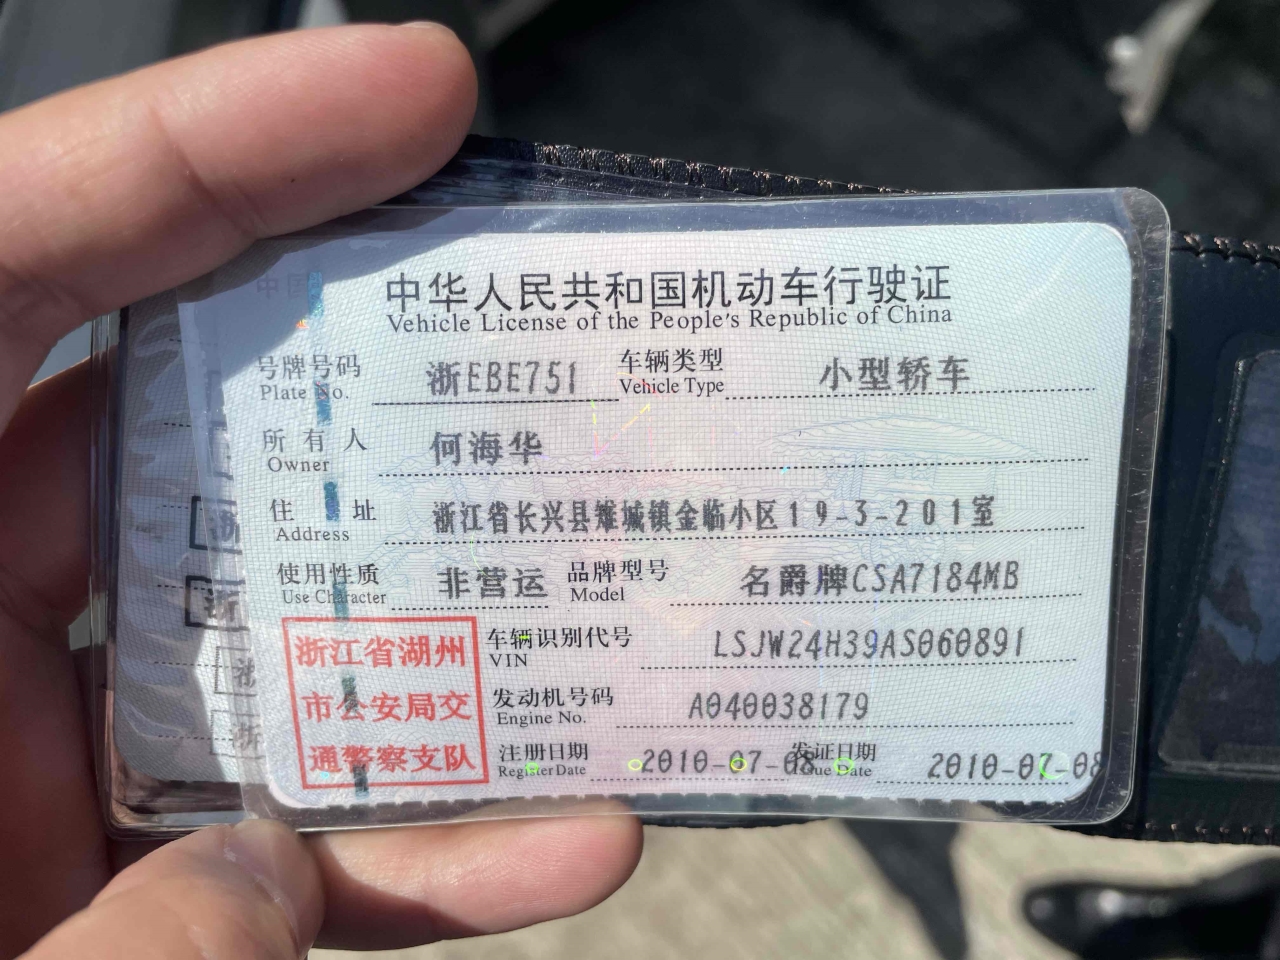 中华人民共和国机动车行驶证
Vehicle License of the People's Republic of China
号牌号码 浙EBE751 车辆类型 小型轿车
Plate No. Vehicle Type
所有人 何海华
Owner
住址 浙江省长兴县雉城镇金临小区19-3-201室
Address
使用性质 非营运 品牌型号 名爵牌CSA7184MB
Use Character Model
浙江省湖州
市公安局交
通警察支队
车辆识别代号 LSJW24H39AS060891
VIN
发动机号码 A040038179
Engine No.
注册日期 2010-07-08 发证日期 2010-07-08
Register Date Issue Date